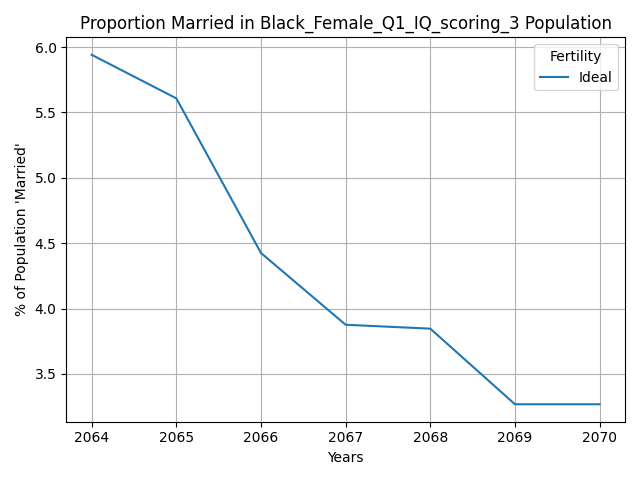 Proportion Married in Black_Female_Q1_IQ_scoring_3 Population
6.0
5.5
5.0
4.5
4.0
3.5
% of Population 'Married'
Fertility
Ideal
2064 2065 2066 2067 2068 2069 2070
Years